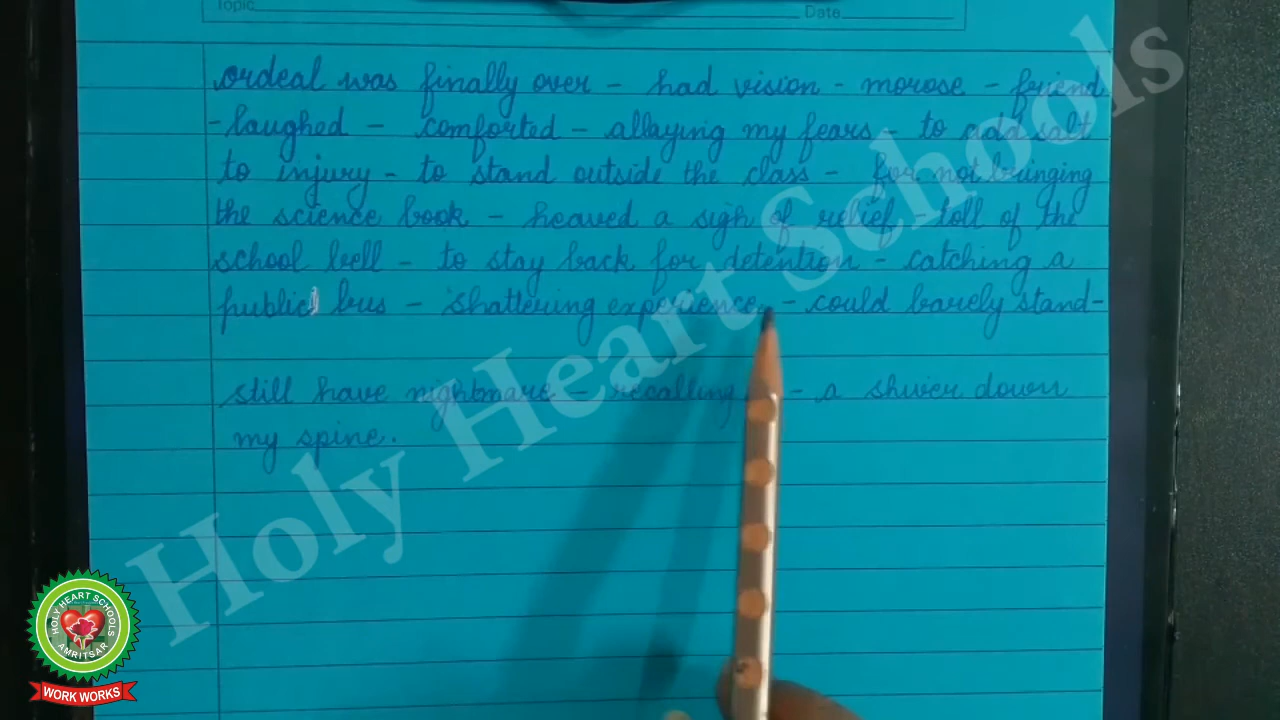 Topic Date
ordeal was finally over - had vision - morose - friend
- laughed - comforted - allaying my fears - to add salt
to injury - to stand outside the class - for not bringing
the science book - heaved a sigh of relief - toll of the
school bell - to stay back for detention - catching a
public bus - shattering experience - could barely stand -
still have nightmare - recalling - a shiver down
my spine.
Holy Heart Schools
HOLY HEART SCHOOLS
AMRITSAR
WORK WORKS